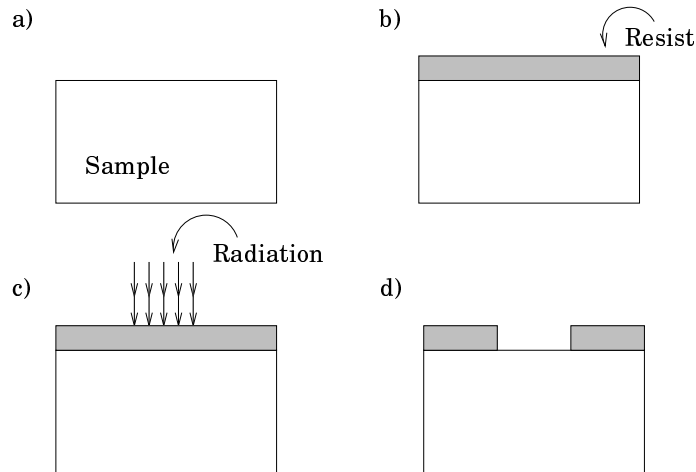 a)
b)
Resist
Sample
Radiation
c)
d)